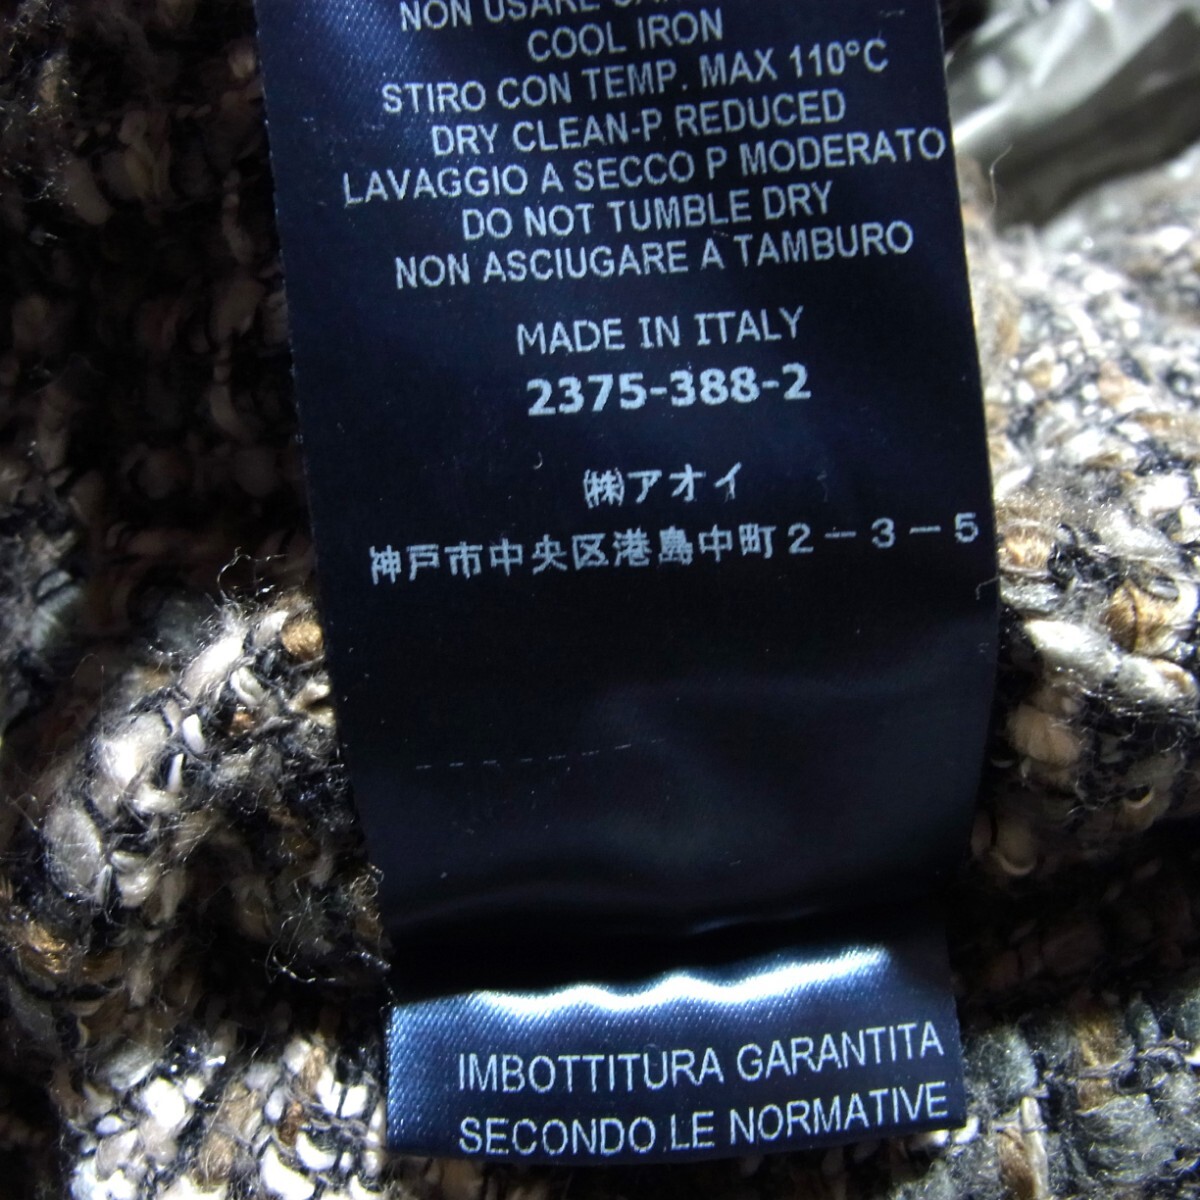 NON USARE
COOL IRON
STIRO CON TEMP. MAX 110°C
DRY CLEAN-P REDUCED
LAVAGGIO A SECCO P MODERATO
DO NOT TUMBLE DRY
NON ASCIUGARE A TAMBURO
MADE IN ITALY
2375-388-2
㈱アオイ
神戸市中央区港島中町2－3－5
IMBOTTITURA GARANTITA
SECONDO LE NORMATIVE